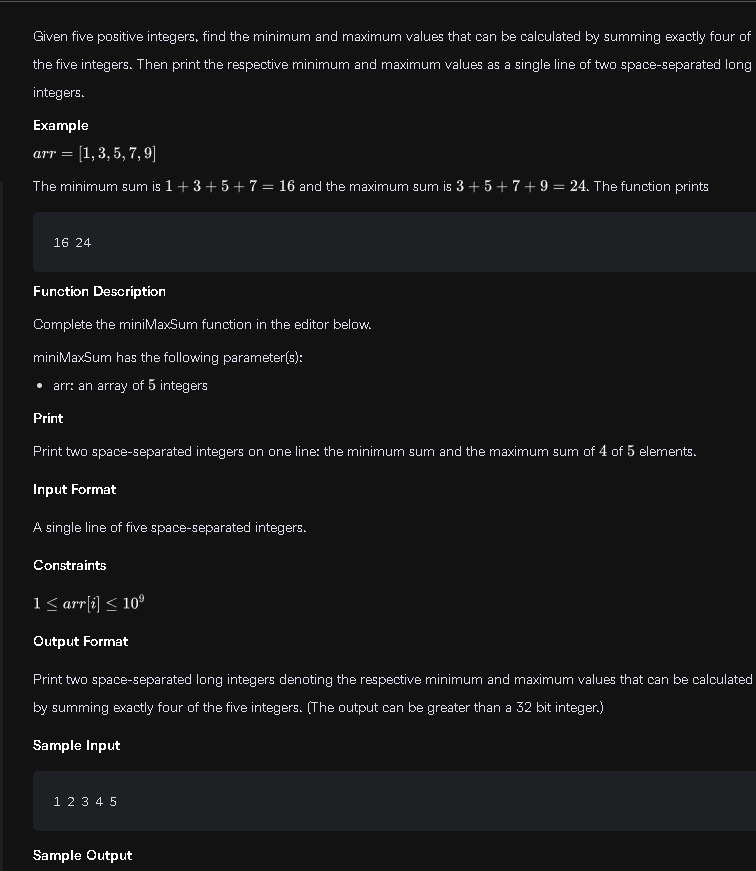 Given five positive integers, find the minimum and maximum values that can be calculated by summing exactly four of
the five integers. Then print the respective minimum and maximum values as a single line of two space-separated long
integers.
Example
arr = [1, 3, 5, 7, 9]
The minimum sum is 1 + 3 + 5 + 7 = 16 and the maximum sum is 3 + 5 + 7 + 9 = 24. The function prints
16 24
Function Description
Complete the miniMaxSum function in the editor below.
miniMaxSum has the following parameter(s):
• arr: an array of 5 integers
Print
Print two space-separated integers on one line: the minimum sum and the maximum sum of 4 of 5 elements.
Input Format
A single line of five space-separated integers.
Constraints
1 ≤ arr[i] ≤ 10⁹
Output Format
Print two space-separated long integers denoting the respective minimum and maximum values that can be calculated
by summing exactly four of the five integers. (The output can be greater than a 32 bit integer.)
Sample Input
1 2 3 4 5
Sample Output